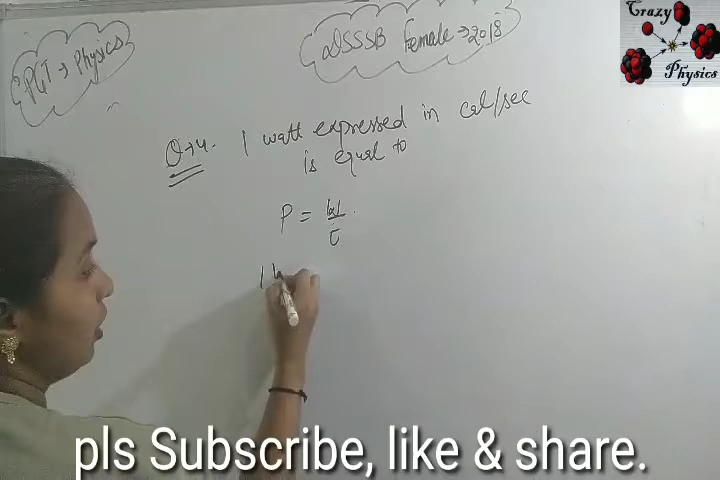 PGT → Physics
DSSSB Female → 2018
Crazy
Physics
Q→4. 1 watt expressed in cal/sec
is equal to
P = W/t
1 W
pls Subscribe, like & share.